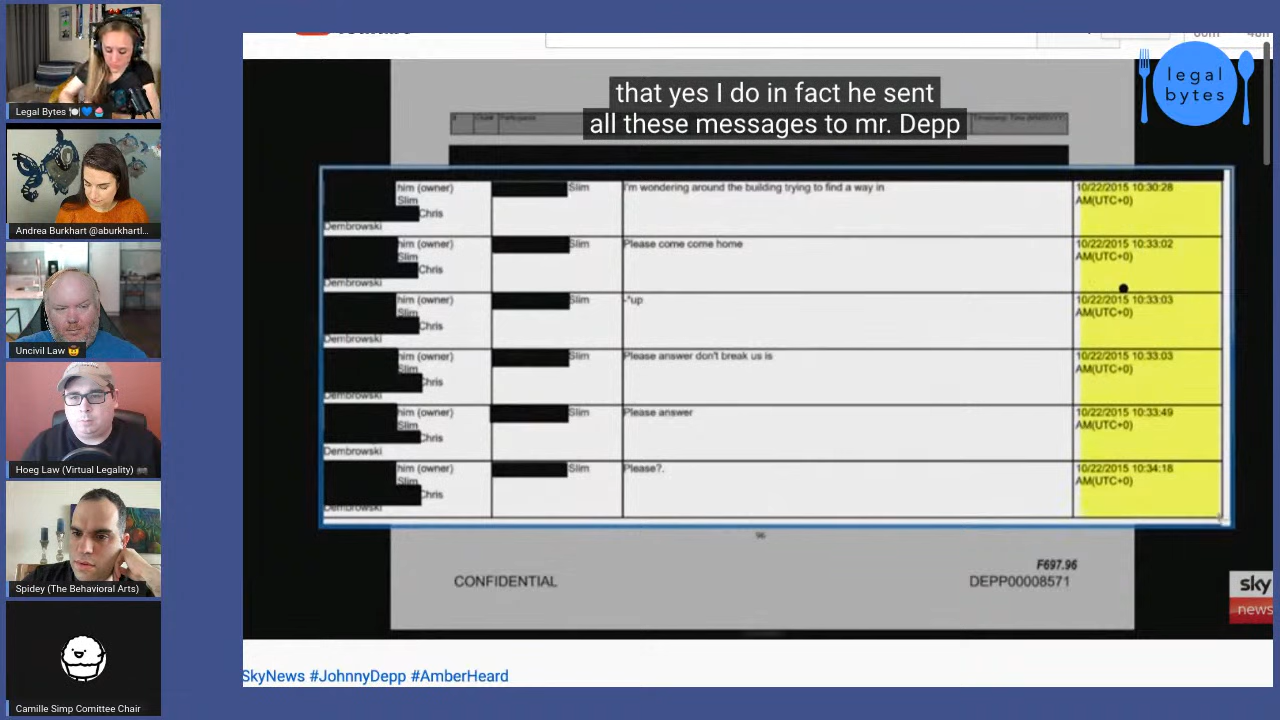 that yes I do in fact he sent
all these messages to mr. Depp
legal
bytes
Participants
him (owner) Slim I'm wondering around the building trying to find a way in 10/22/2015 10:30:28
Slim AM(UTC+0)
Chris
Dembrowski
him (owner) Slim Please come come home 10/22/2015 10:33:02
Slim AM(UTC+0)
Chris
Dembrowski
him (owner) Slim -*up 10/22/2015 10:33:03
Slim AM(UTC+0)
Chris
Dembrowski
him (owner) Slim Please answer don't break us is 10/22/2015 10:33:03
Slim AM(UTC+0)
Chris
Dembrowski
him (owner) Slim Please answer 10/22/2015 10:33:49
Slim AM(UTC+0)
Chris
Dembrowski
him (owner) Slim Please?. 10/22/2015 10:34:18
Slim AM(UTC+0)
Chris
Dembrowski
96
F697.96
CONFIDENTIAL DEPP00008571
sky
news
SkyNews #JohnnyDepp #AmberHeard
Legal Bytes 🍽️💙🧁
Andrea Burkhart @aburkhartl...
Uncivil Law 🤠
Hoeg Law (Virtual Legality)
Spidey (The Behavioral Arts)
Camille Simp Comittee Chair